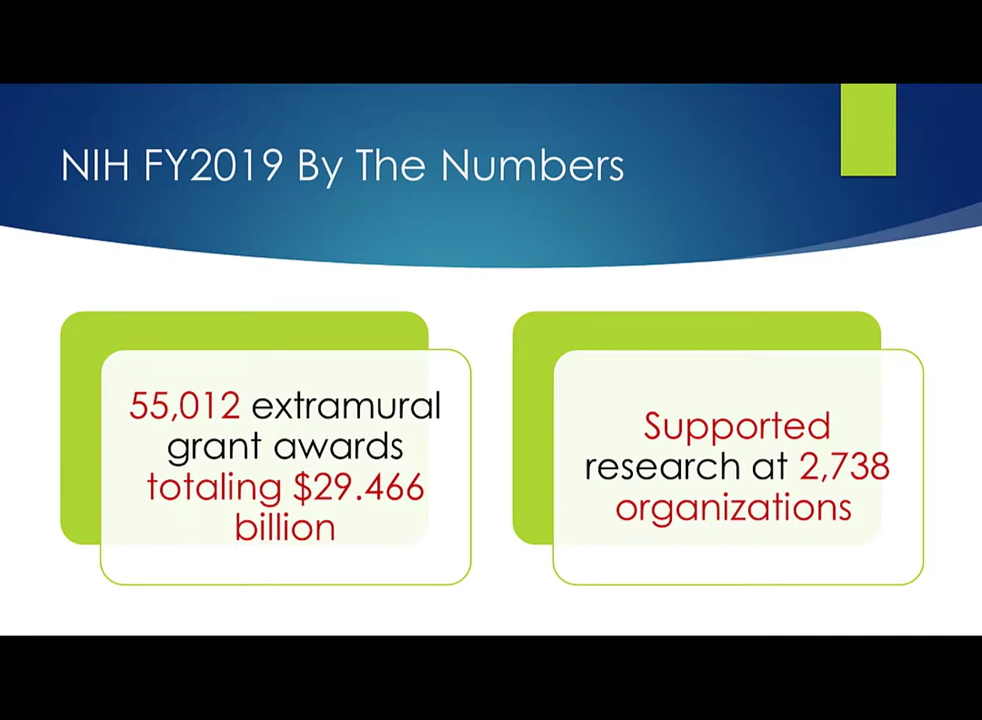 NIH FY2019 By The Numbers
55,012 extramural
grant awards
totaling $29.466
billion
Supported
research at 2,738
organizations